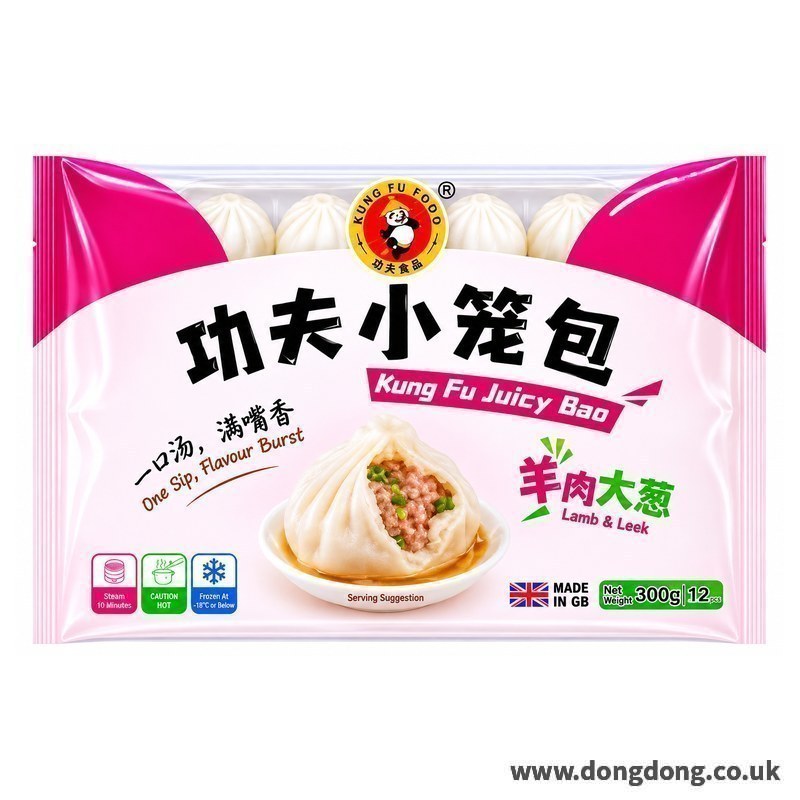 KUNG FU FOOD
®
功夫食品
功夫小笼包
Kung Fu Juicy Bao
一口汤，满嘴香
One Sip, Flavour Burst
羊肉大葱
Lamb & Leek
Steam
10 Minutes
CAUTION
HOT
Frozen At
-18°C or Below
Serving Suggestion
MADE
IN GB
Net
Weight 300g|12pcs
www.dongdong.co.uk